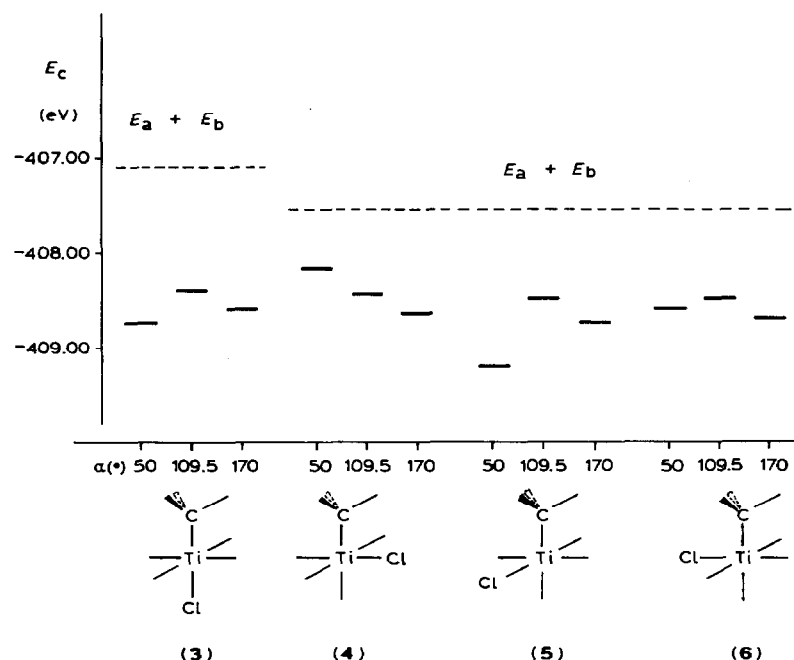 E_c
(eV)
E_a + E_b
E_a + E_b
-407.00
-408.00
-409.00
α(°) 50 109.5 170 50 109.5 170 50 109.5 170 50 109.5 170
C C C C
Ti Ti Cl Ti Cl Ti
Cl Cl
(3) (4) (5) (6)